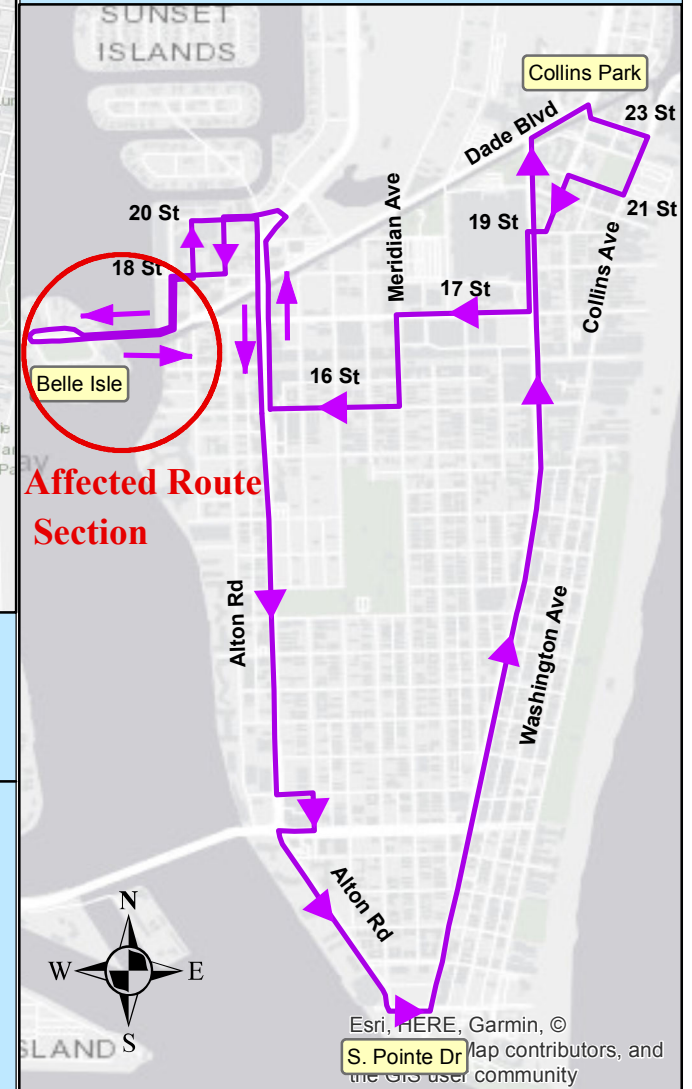 SUNSET
ISLANDS
Collins Park
Dade Blvd
23 St
20 St
Meridian Ave
19 St
21 St
18 St
Collins Ave
17 St
Belle Isle
16 St
Affected Route
Section
Alton Rd
Washington Ave
Alton Rd
N
W
E
S
Esri, HERE, Garmin, ©
S. Pointe Dr
Map contributors, and
the GIS user community